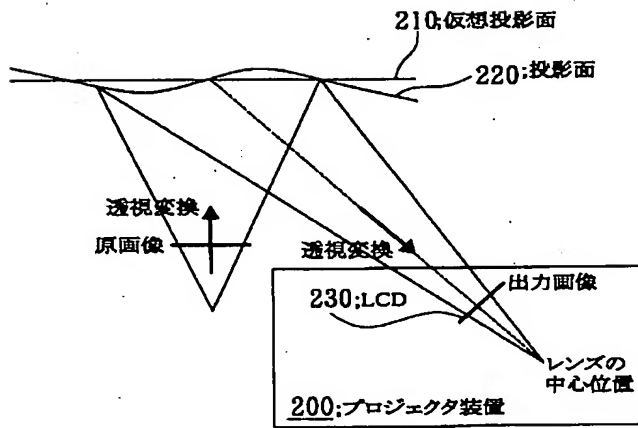 210;仮想投影面
220;投影面
透視変換
原画像
透視変換
出力画像
230;LCD
レンズの
中心位置
200;プロジェクタ装置